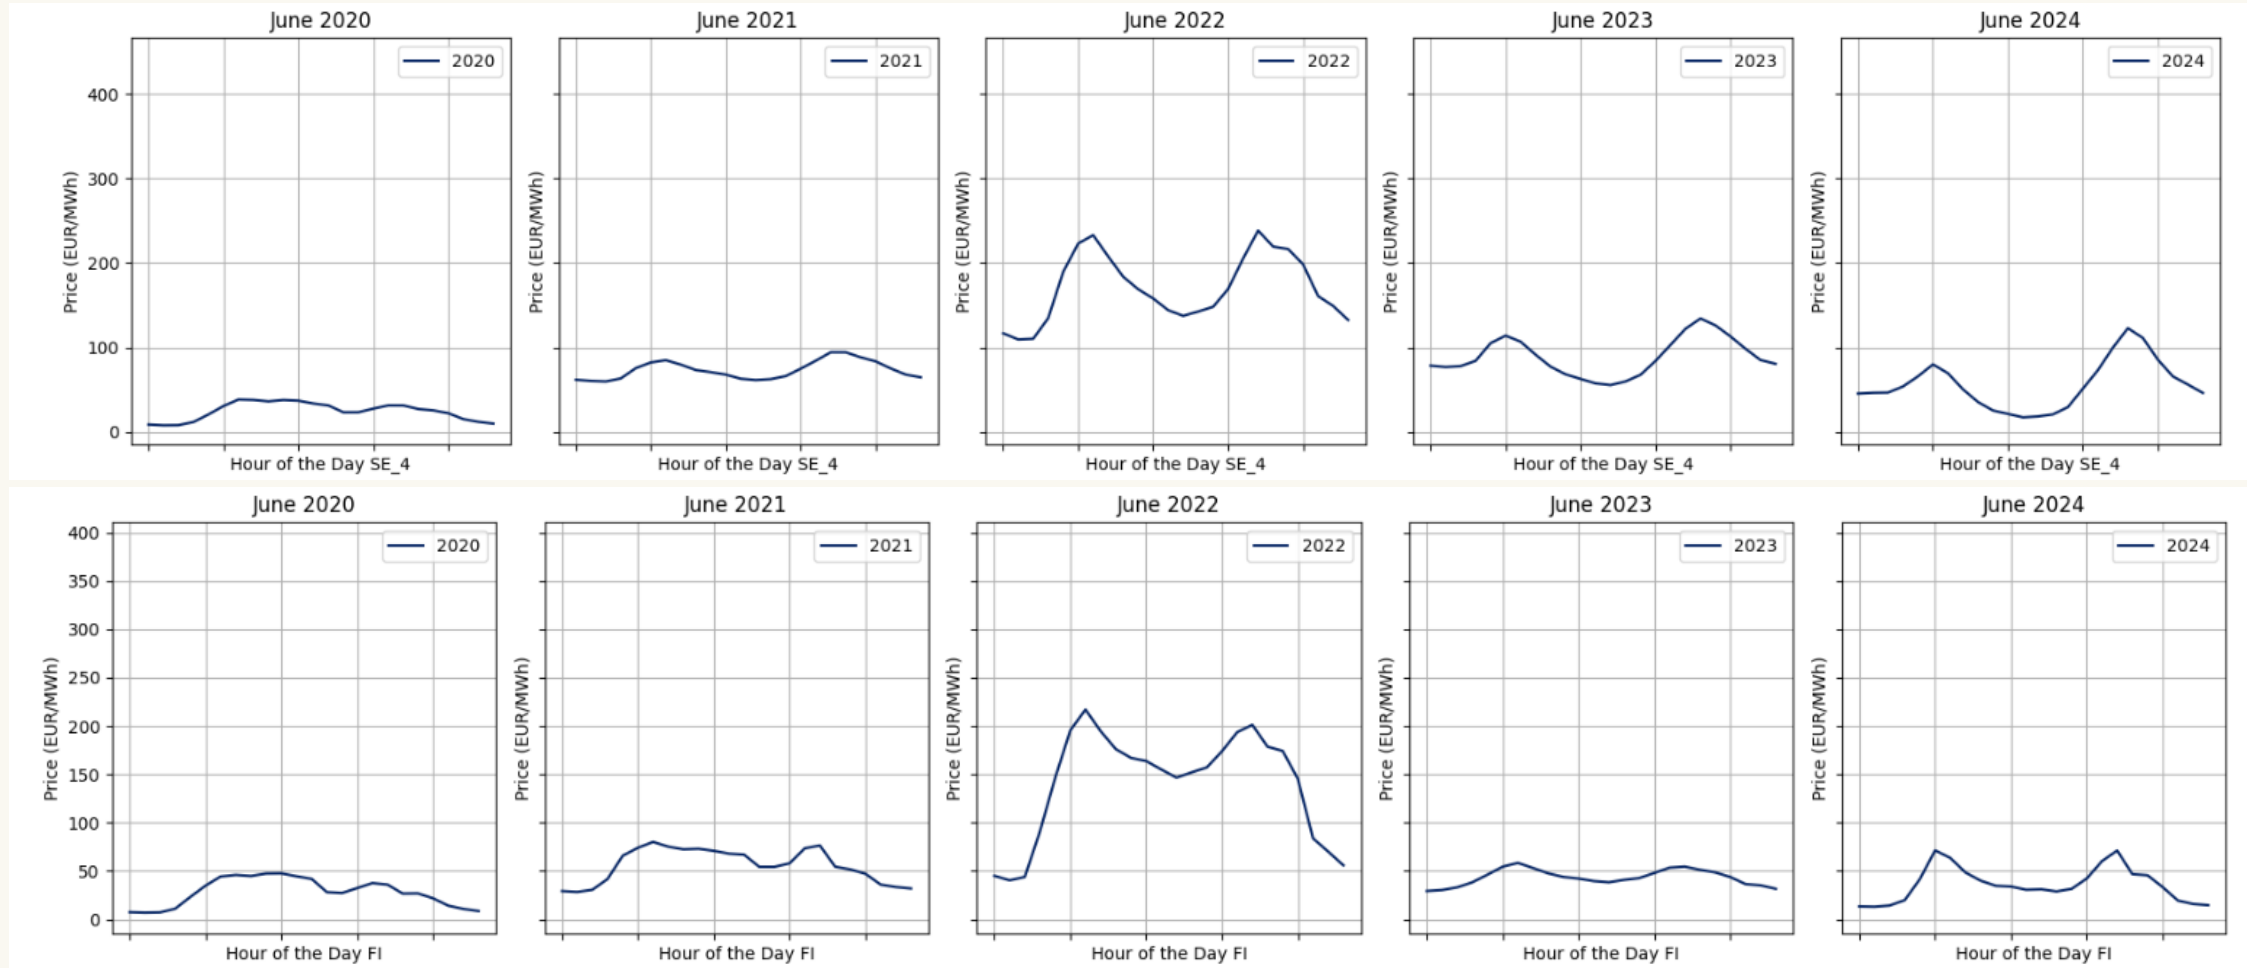 June 2020
June 2021
June 2022
June 2023
June 2024
2020
2021
2022
2023
2024
400
300
200
100
0
Price (EUR/MWh)
Price (EUR/MWh)
Price (EUR/MWh)
Price (EUR/MWh)
Price (EUR/MWh)
Hour of the Day SE_4
Hour of the Day SE_4
Hour of the Day SE_4
Hour of the Day SE_4
Hour of the Day SE_4
June 2020
June 2021
June 2022
June 2023
June 2024
2020
2021
2022
2023
2024
400
350
300
250
200
150
100
50
0
Price (EUR/MWh)
Price (EUR/MWh)
Price (EUR/MWh)
Price (EUR/MWh)
Price (EUR/MWh)
Hour of the Day FI
Hour of the Day FI
Hour of the Day FI
Hour of the Day FI
Hour of the Day FI